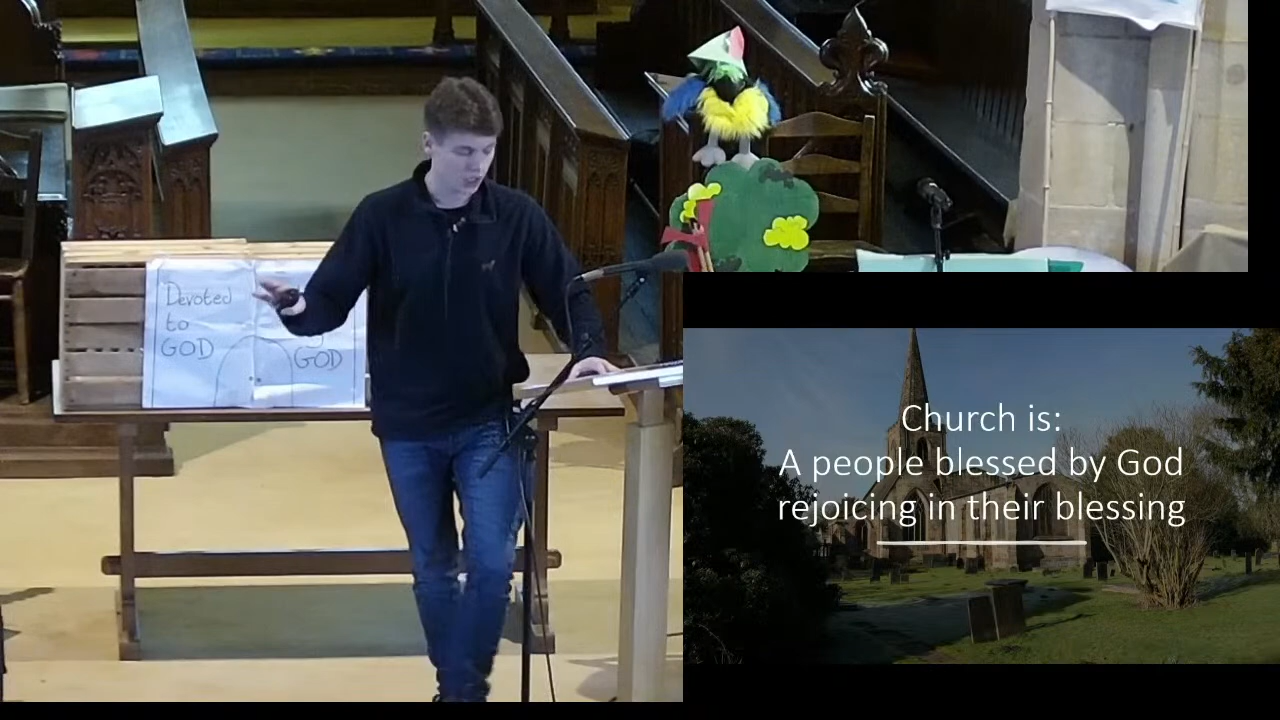 Devoted
to
GOD
GOD
Church is:
A people blessed by God
rejoicing in their blessing